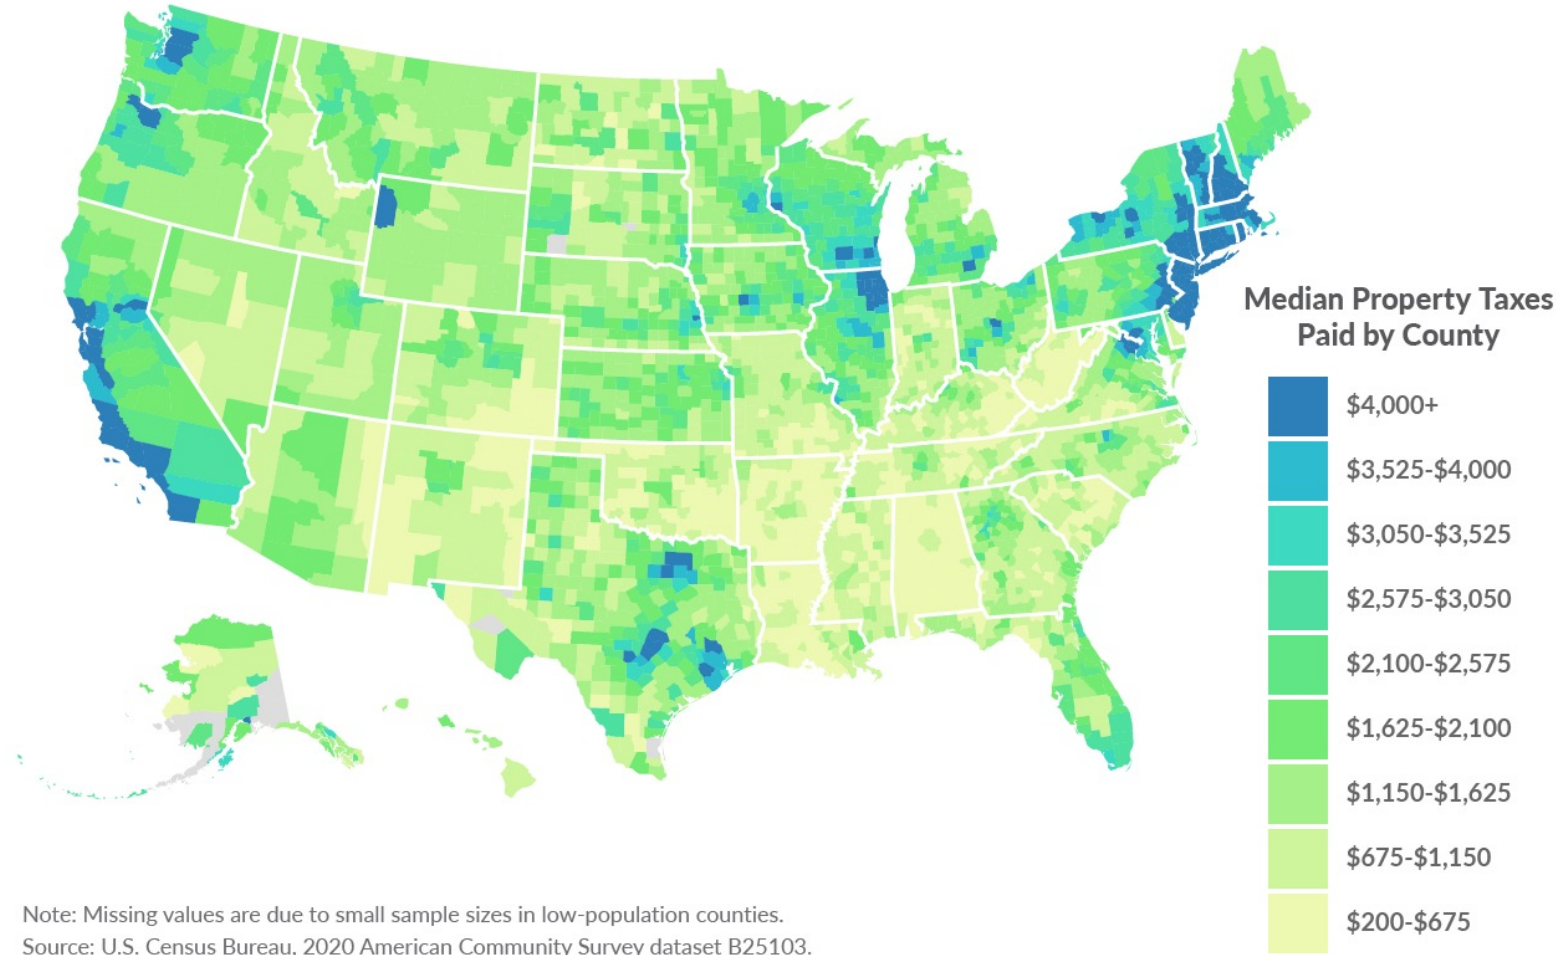 Median Property Taxes
Paid by County
$4,000+
$3,525-$4,000
$3,050-$3,525
$2,575-$3,050
$2,100-$2,575
$1,625-$2,100
$1,150-$1,625
$675-$1,150
$200-$675
Note: Missing values are due to small sample sizes in low-population counties.
Source: U.S. Census Bureau, 2020 American Community Survey dataset B25103.